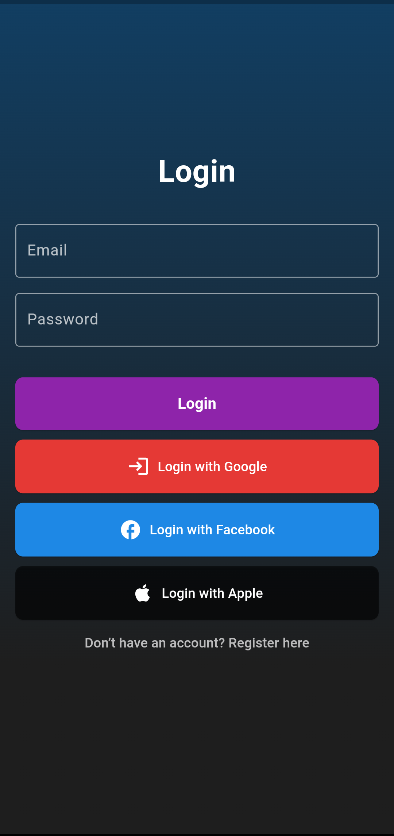 Login
Email
Password
Login
Login with Google
Login with Facebook
Login with Apple
Don't have an account? Register here